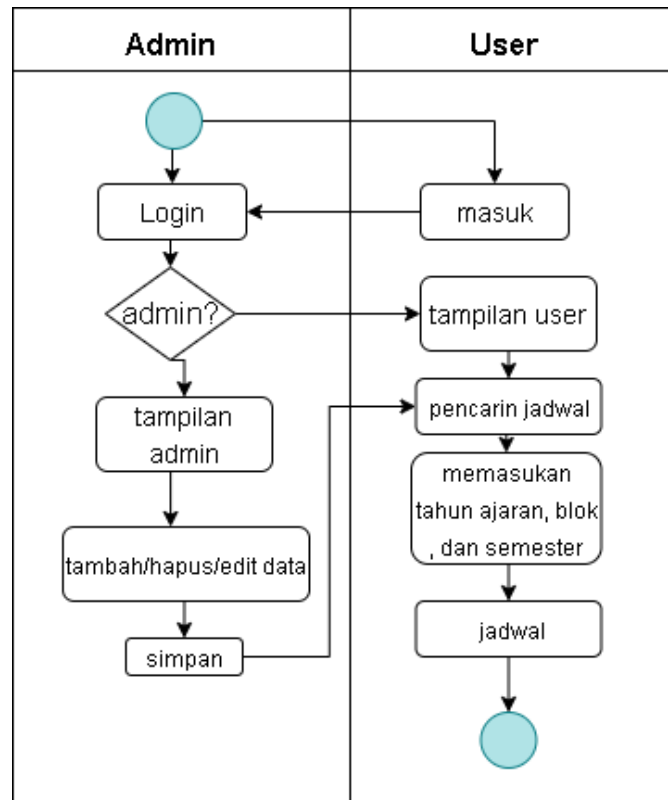 Admin
User
Login
masuk
admin?
tampilan user
tampilan
admin
pencarin jadwal
memasukan
tahun ajaran, blok
, dan semester
tambah/hapus/edit data
jadwal
simpan